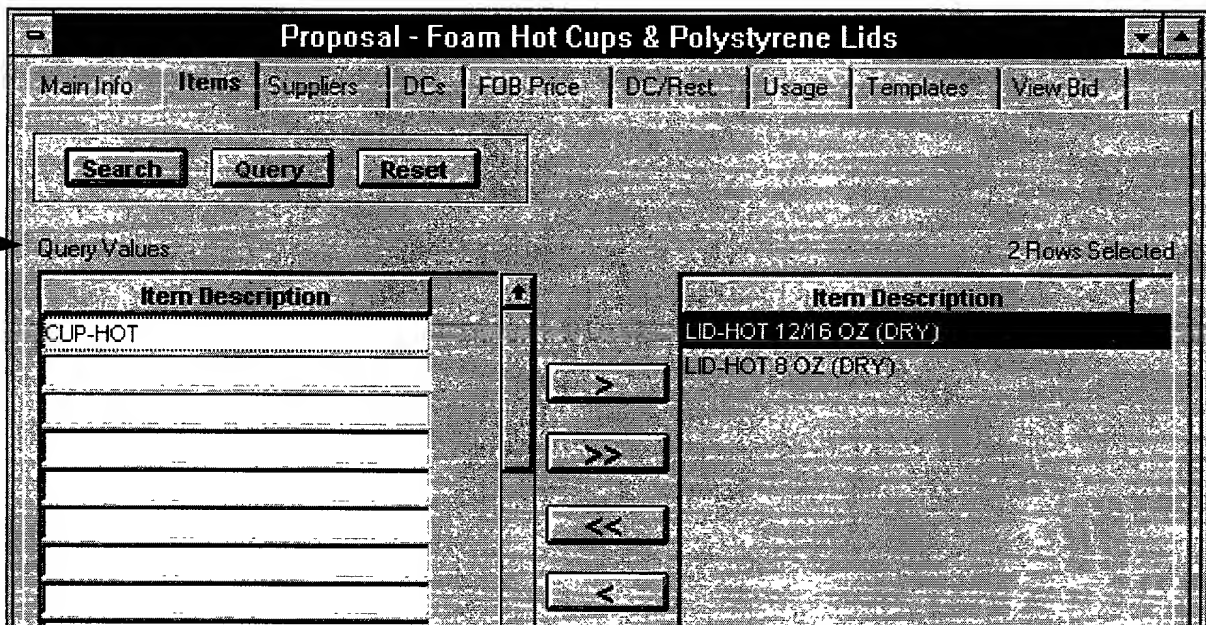 Proposal - Foam Hot Cups & Polystyrene Lids
Main Info Items Suppliers DCs FOB Price DC/Rest. Usage Templates View Bid
Search Query Reset
Query Values 2 Rows Selected
Item Description Item Description
CUP-HOT LID-HOT 12/16 OZ (DRY)
LID-HOT 8 OZ (DRY)
>
>>
<<
<